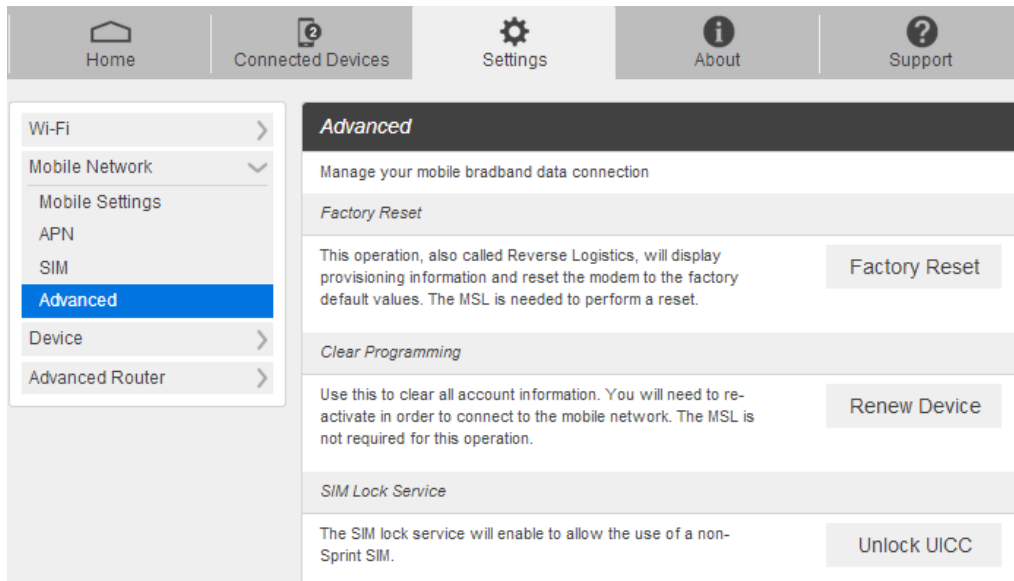 2
Home
Connected Devices
Settings
About
Support
Wi-Fi
Mobile Network
Mobile Settings
APN
SIM
Advanced
Device
Advanced Router
Advanced
Manage your mobile bradband data connection
Factory Reset
This operation, also called Reverse Logistics, will display
provisioning information and reset the modem to the factory
default values. The MSL is needed to perform a reset.
Factory Reset
Clear Programming
Use this to clear all account information. You will need to re-
activate in order to connect to the mobile network. The MSL is
not required for this operation.
Renew Device
SIM Lock Service
The SIM lock service will enable to allow the use of a non-
Sprint SIM.
Unlock UICC